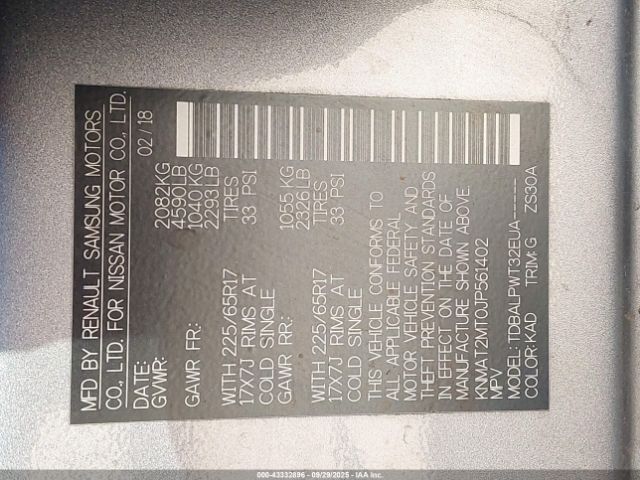 MFD BY RENAULT SAMSUNG MOTORS
CO., LTD. FOR NISSAN MOTOR CO., LTD.
DATE: 02/18
GVWR: 2082KG
4590LB
GAWR FR: 1040KG
2293LB
WITH 225/65R17 TIRES
17X7J RIMS AT 33 PSI
COLD SINGLE
GAWR RR: 1055 KG
2326LB
WITH 225/65R17 TIRES
17X7J RIMS AT 33 PSI
COLD SINGLE
THIS VEHICLE CONFORMS TO
ALL APPLICABLE FEDERAL
MOTOR VEHICLE SAFETY AND
THEFT PREVENTION STANDARDS
IN EFFECT ON THE DATE OF
MANUFACTURE SHOWN ABOVE.
KNMAT2MT0JP561402
MPV
MODEL: TDBALPWT32EUA-----
COLOR: KAD TRIM: G ZS30A
000-43332896 - 09/29/2025 - IAA Inc.